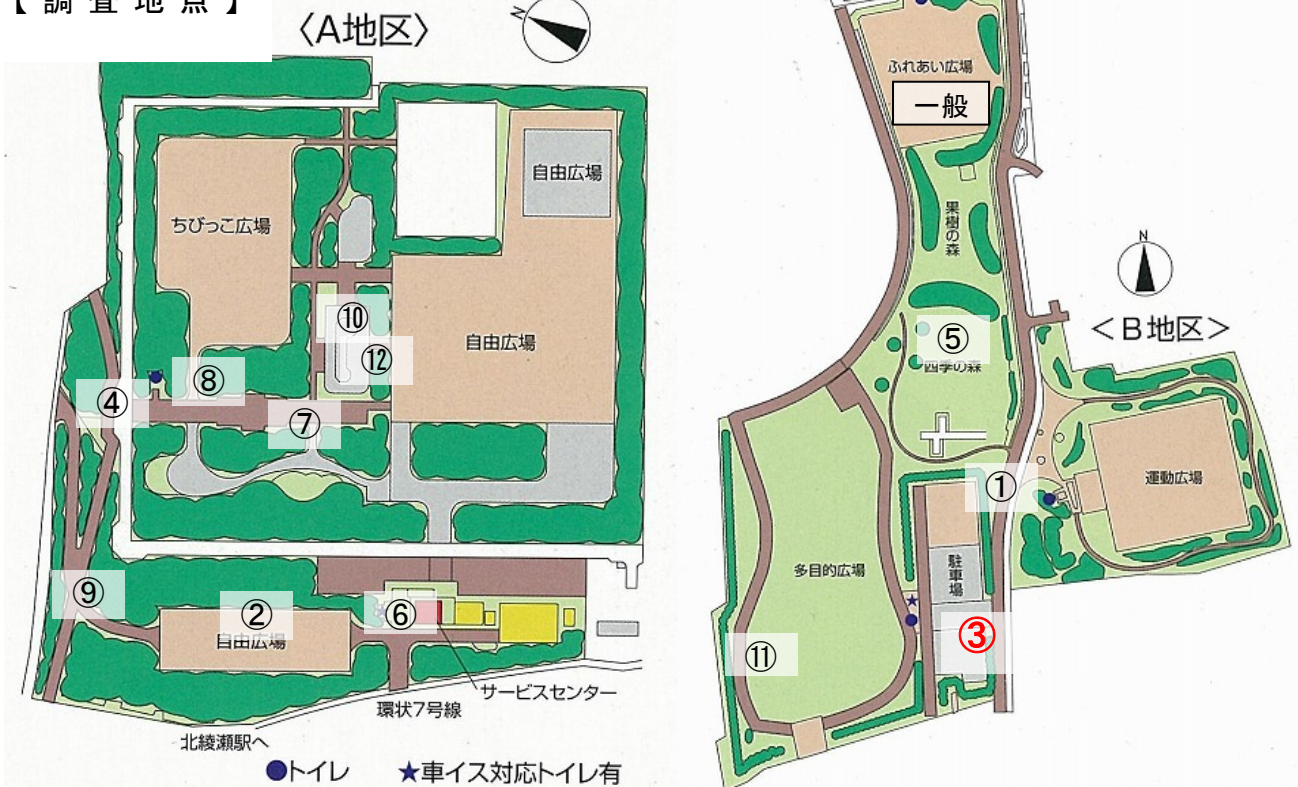 【調査地点】
〈A地区〉
N
ちびっこ広場
自由広場
自由広場
⑩
⑫
⑧
④
⑦
⑨
②
自由広場
⑥
サービスセンター
環状7号線
北綾瀬駅へ
●トイレ ★車イス対応トイレ有
ふれあい広場
一般
果樹の森
N
<B地区>
⑤
四季の森
①
運動広場
駐車場
多目的広場
③
⑪